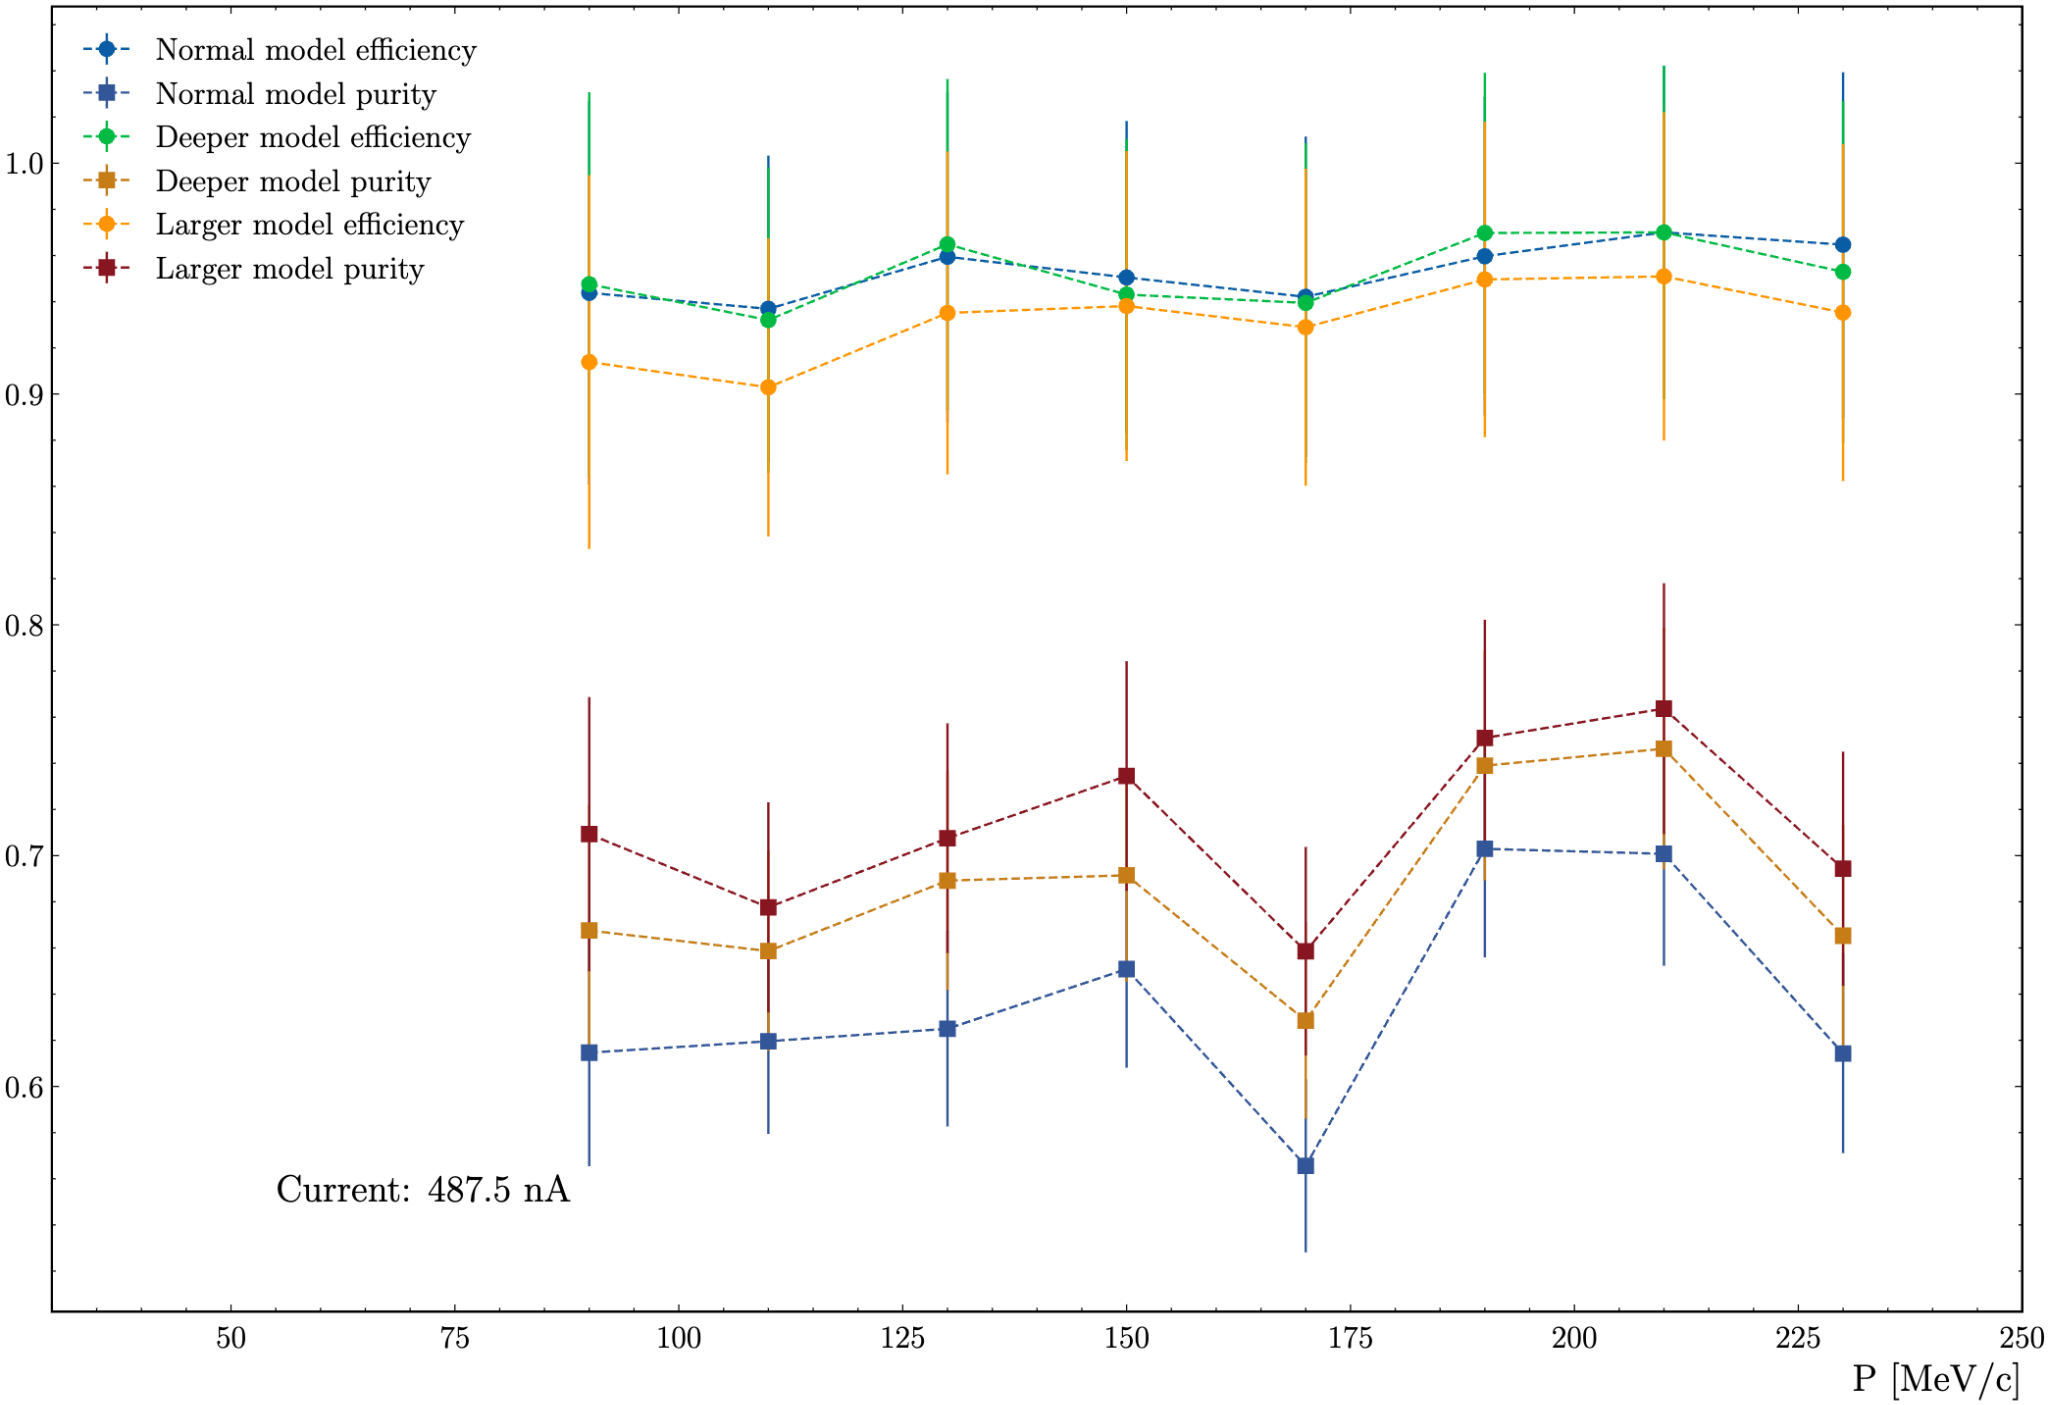 Normal model efficiency
Normal model purity
Deeper model efficiency
Deeper model purity
Larger model efficiency
Larger model purity
1.0
0.9
0.8
0.7
0.6
Current: 487.5 nA
50 75 100 125 150 175 200 225 250
P [MeV/c]